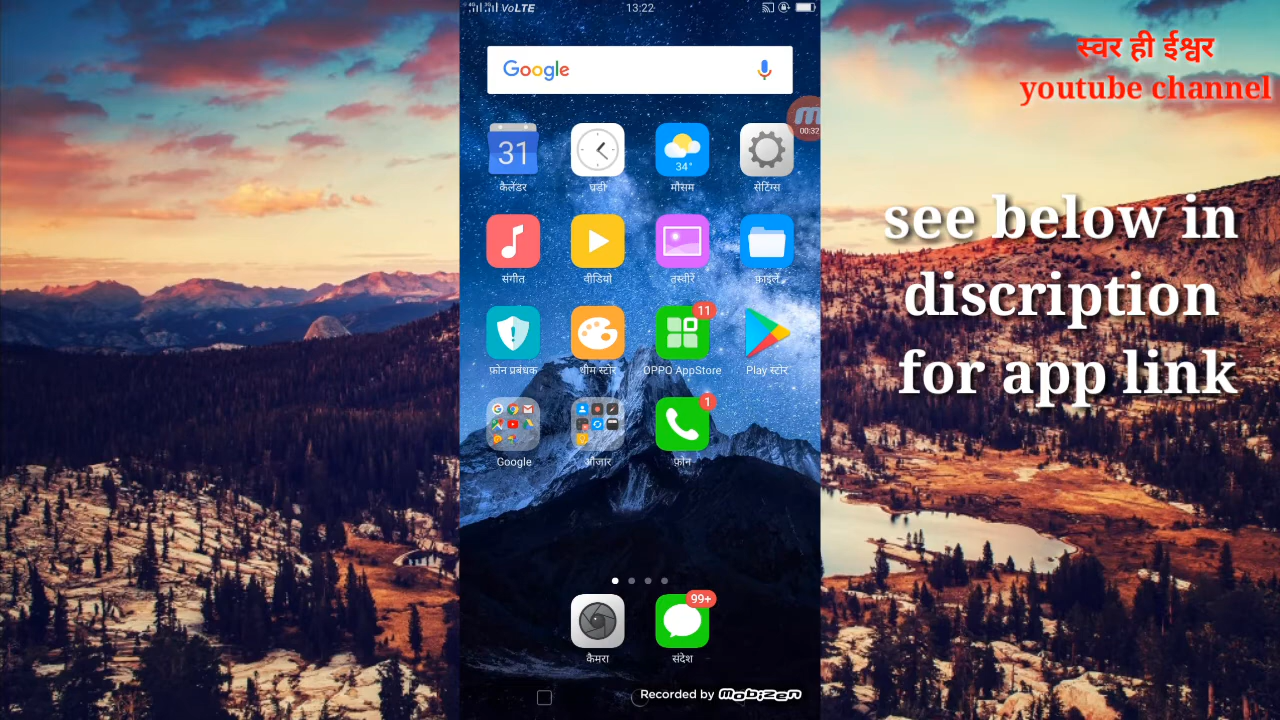 VoLTE
13:22
स्वर ही ईश्वर
youtube channel
Google
00:32
31
34°
कैलेंडर
घड़ी
मौसम
सेटिंग्स
see below in
discription
for app link
संगीत
वीडियो
तस्वीरें
फ़ाइलें
11
फ़ोन प्रबंधक
थीम स्टोर
OPPO AppStore
Play स्टोर
1
Google
औज़ार
फ़ोन
99+
कैमरा
संदेश
Recorded by mobizen